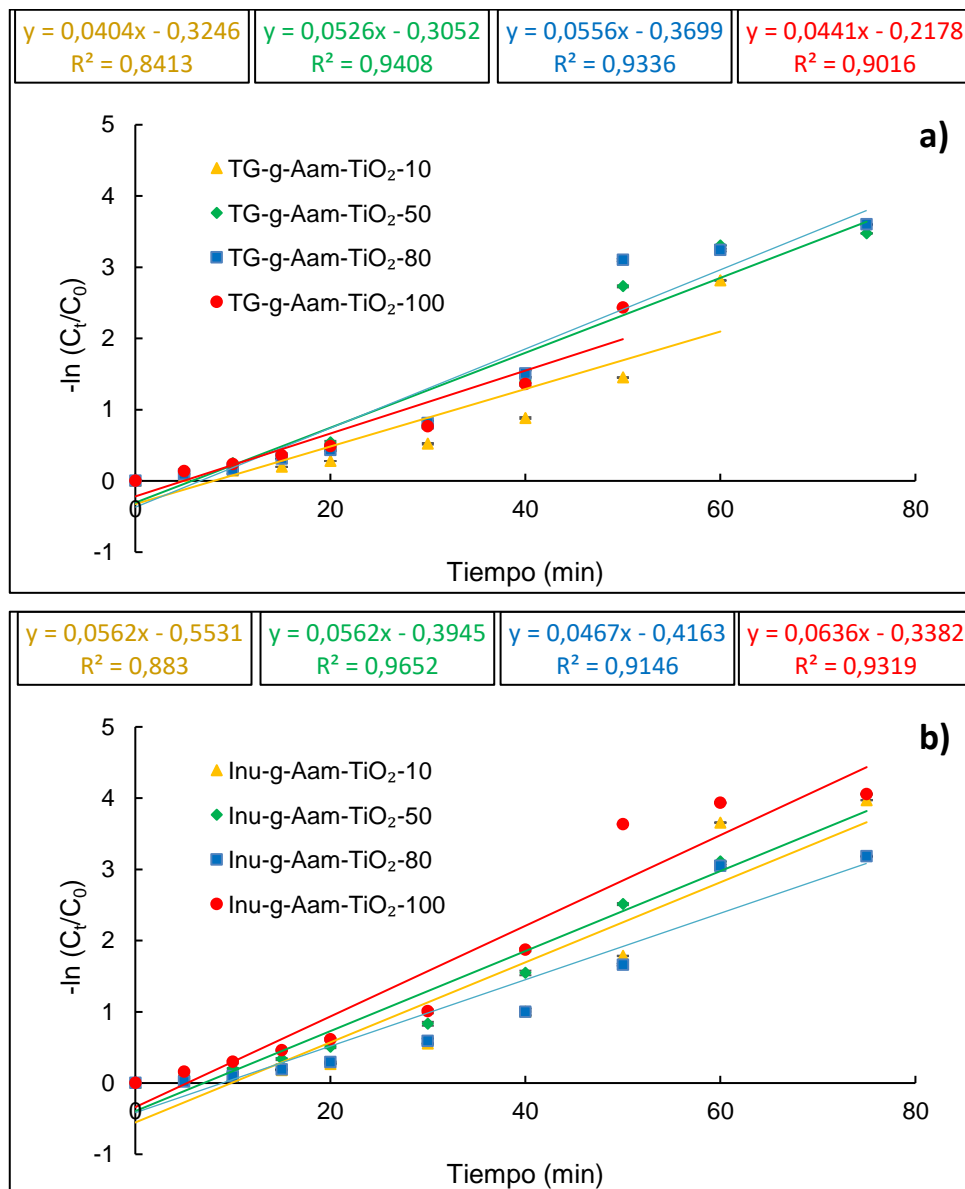 y = 0,0404x - 0,3246
R² = 0,8413
y = 0,0526x - 0,3052
R² = 0,9408
y = 0,0556x - 0,3699
R² = 0,9336
y = 0,0441x - 0,2178
R² = 0,9016
a)
5
4
3
2
1
0
-1
0
20
40
60
80
-ln (Cₜ/C₀)
TG-g-Aam-TiO₂-10
TG-g-Aam-TiO₂-50
TG-g-Aam-TiO₂-80
TG-g-Aam-TiO₂-100
Tiempo (min)
y = 0,0562x - 0,5531
R² = 0,883
y = 0,0562x - 0,3945
R² = 0,9652
y = 0,0467x - 0,4163
R² = 0,9146
y = 0,0636x - 0,3382
R² = 0,9319
b)
5
4
3
2
1
0
-1
0
20
40
60
80
-ln (Cₜ/C₀)
Inu-g-Aam-TiO₂-10
Inu-g-Aam-TiO₂-50
Inu-g-Aam-TiO₂-80
Inu-g-Aam-TiO₂-100
Tiempo (min)